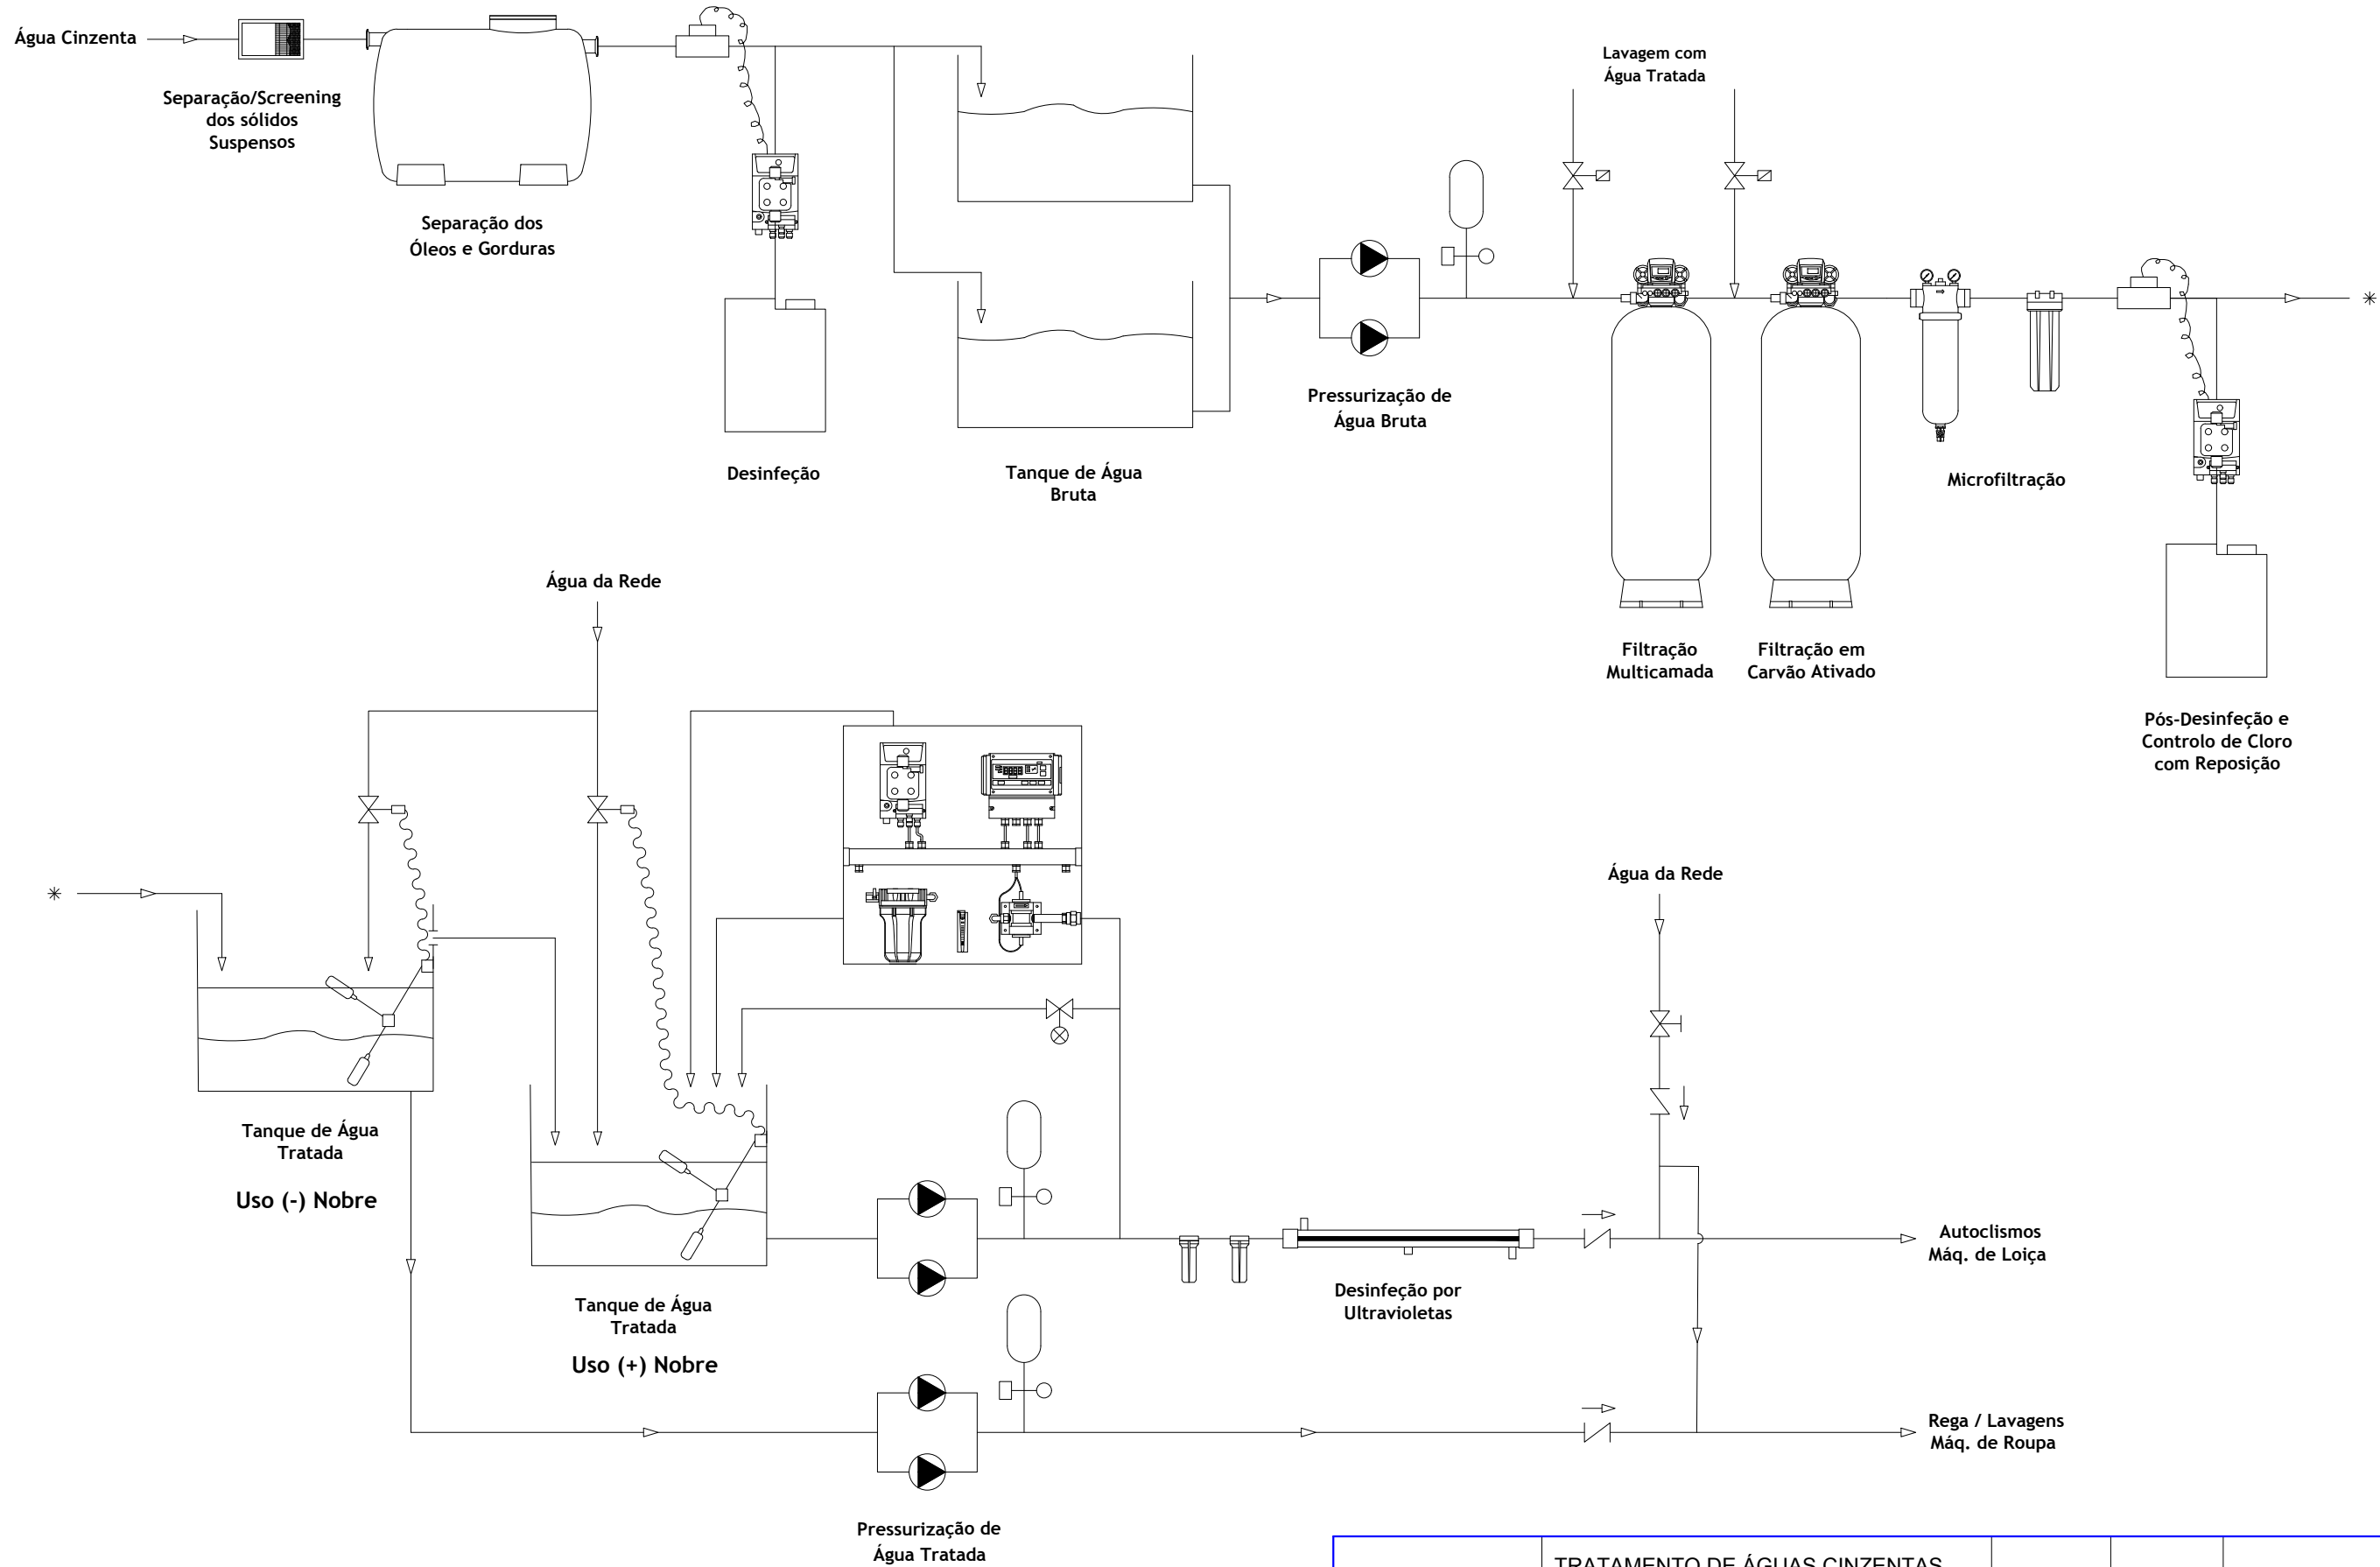 Água Cinzenta
Separação/Screening
dos sólidos
Suspensos
Separação dos
Óleos e Gorduras
Desinfeção
Tanque de Água
Bruta
Pressurização de
Água Bruta
Lavagem com
Água Tratada
Filtração
Multicamada
Filtração em
Carvão Ativado
Microfiltração
Pós-Desinfeção e
Controlo de Cloro
com Reposição
*
Água da Rede
*
Tanque de Água
Tratada
Uso (-) Nobre
Tanque de Água
Tratada
Uso (+) Nobre
Água da Rede
Desinfeção por
Ultravioletas
Autoclismos
Máq. de Loiça
Rega / Lavagens
Máq. de Roupa
Pressurização de
Água Tratada
TRATAMENTO DE ÁGUAS CINZENTAS